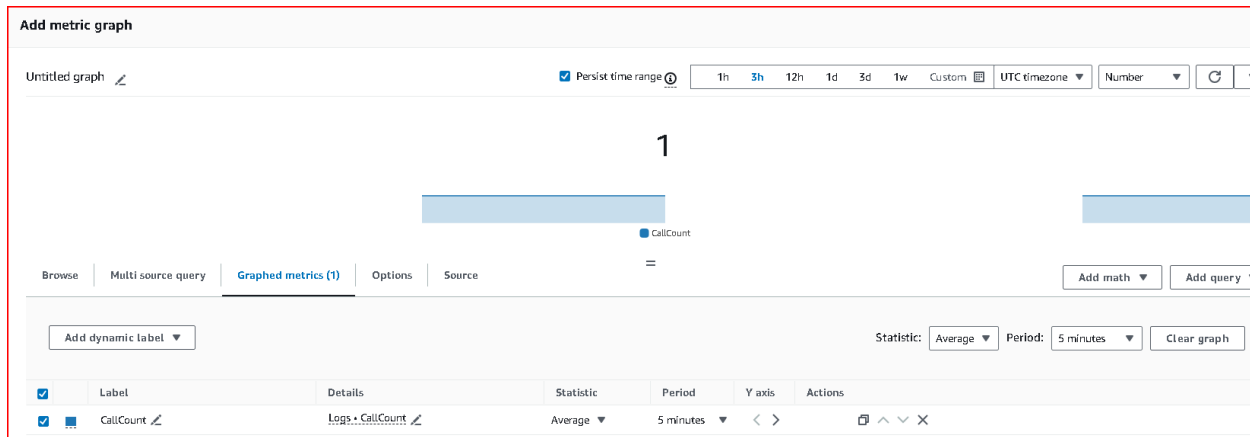 Add metric graph
Untitled graph
Persist time range 1h 3h 12h 1d 3d 1w Custom UTC timezone Number
1
CallCount
Browse Multi source query Graphed metrics (1) Options Source Add math Add query
Add dynamic label Statistic: Average Period: 5 minutes Clear graph
Label Details Statistic Period Y axis Actions
CallCount Logs • CallCount Average 5 minutes